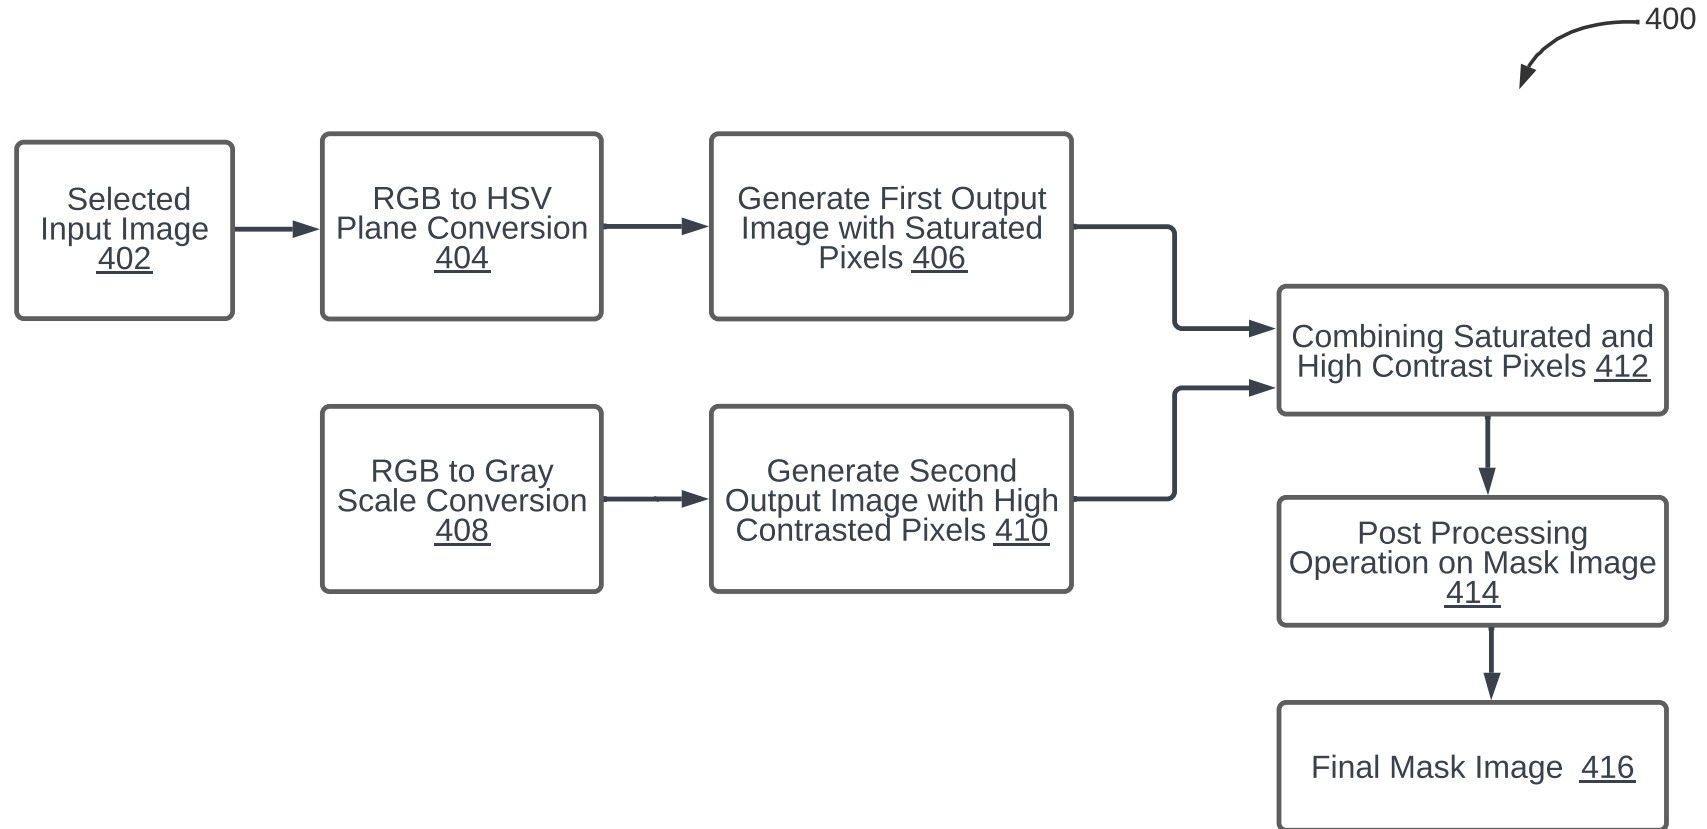 400
Selected
Input Image
402
RGB to HSV
Plane Conversion
404
Generate First Output
Image with Saturated
Pixels 406
RGB to Gray
Scale Conversion
408
Generate Second
Output Image with High
Contrasted Pixels 410
Combining Saturated and
High Contrast Pixels 412
Post Processing
Operation on Mask Image
414
Final Mask Image 416